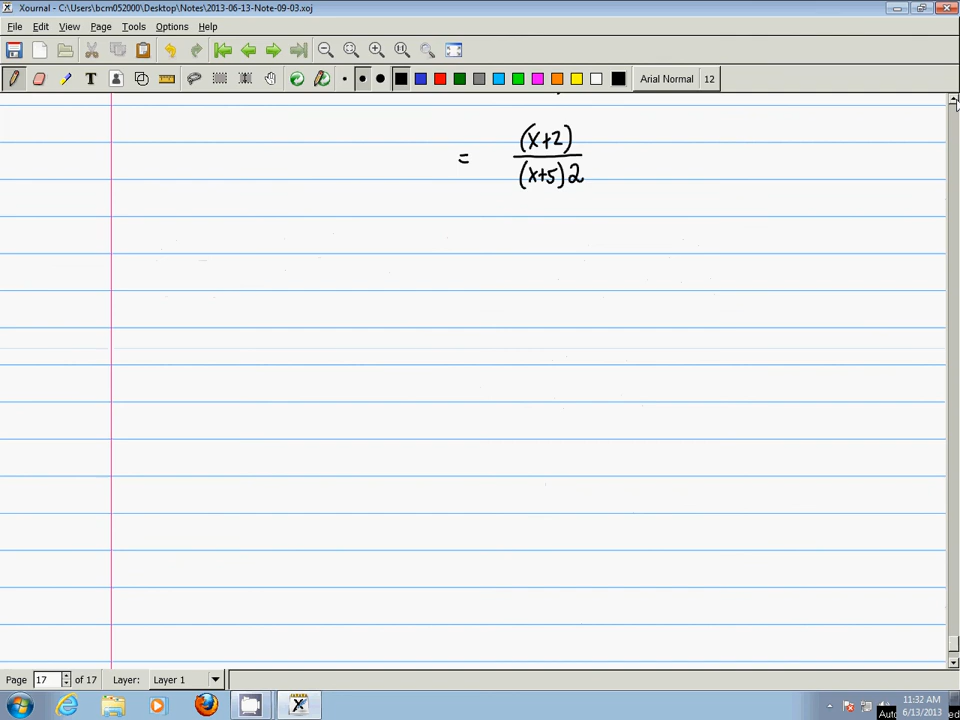 Xournal - C:\Users\bcm052000\Desktop\Notes\2013-06-13-Note-09-03.xoj
File Edit View Page Tools Options Help
T Arial Normal 12
= (x+2)
(x+5)2
Page 17 of 17 Layer: Layer 1
11:32 AM
6/13/2013